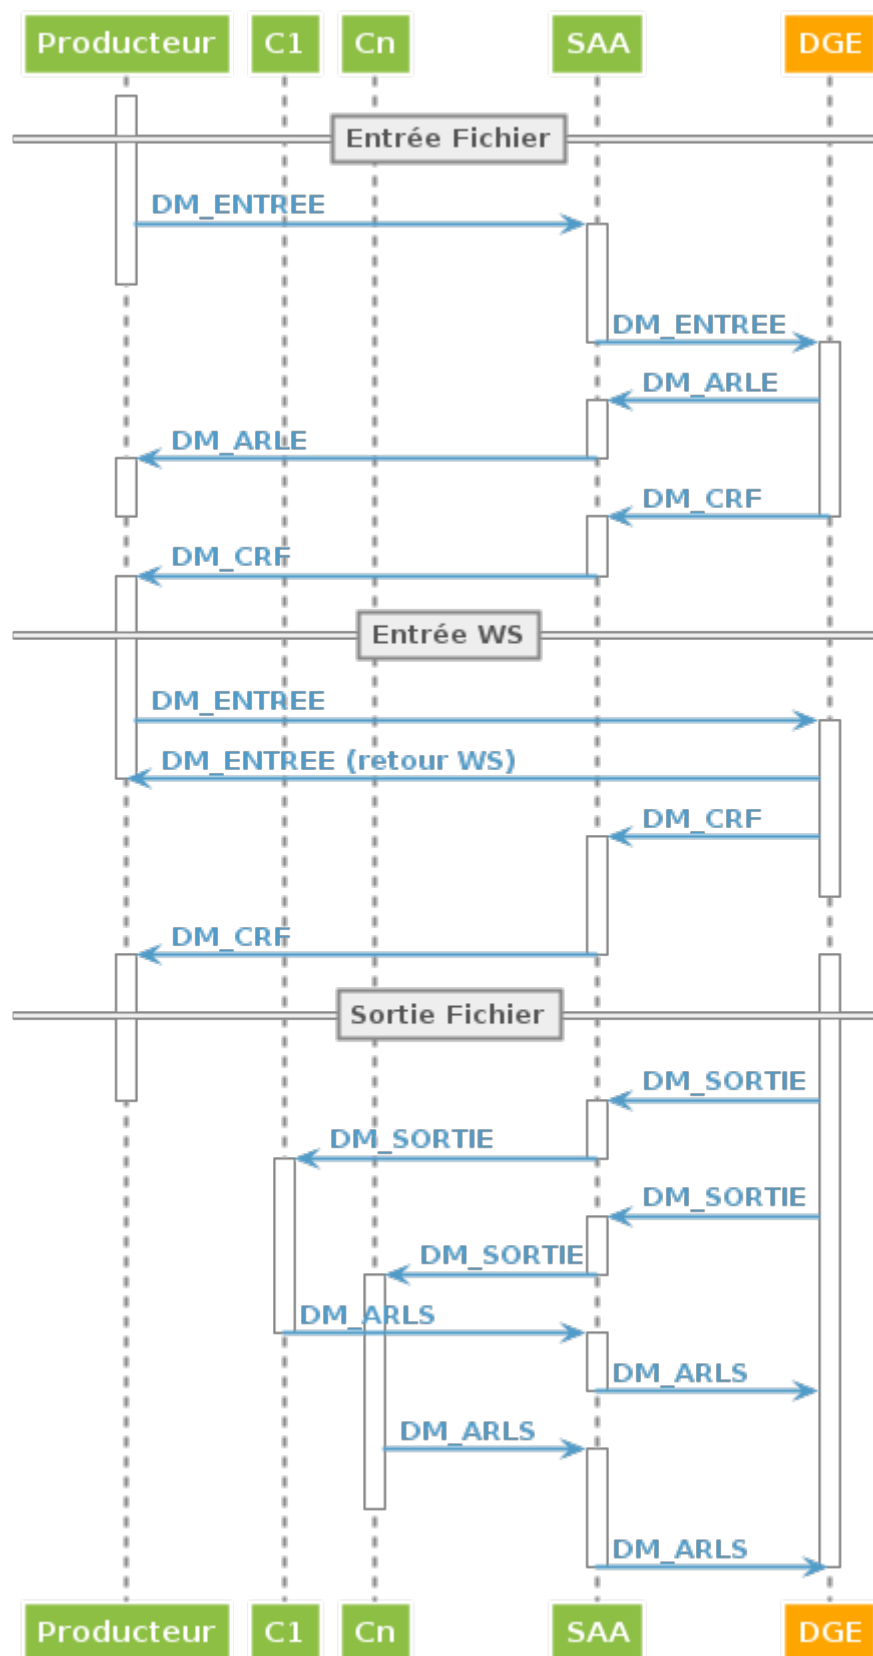 Producteur C1 Cn SAA DGE
Entrée Fichier
DM_ENTREE
DM_ENTREE
DM_ARLE
DM_ARLE
DM_CRF
DM_CRF
Entrée WS
DM_ENTREE
DM_ENTREE (retour WS)
DM_CRF
DM_CRF
Sortie Fichier
DM_SORTIE
DM_SORTIE
DM_SORTIE
DM_SORTIE
DM_ARLS
DM_ARLS
DM_ARLS
DM_ARLS
Producteur C1 Cn SAA DGE